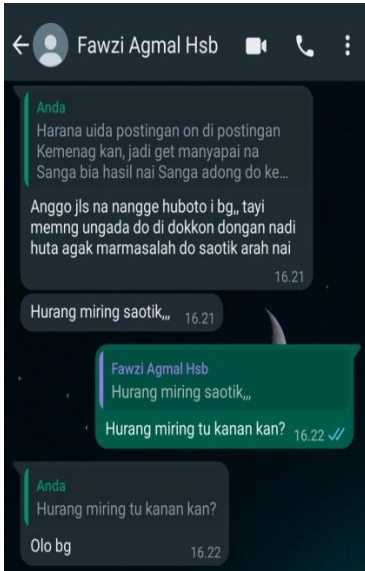 Fawzi Agmal Hsb
Anda
Harana uida postingan on di postingan
Kemenag kan, jadi get manyapai na
Sanga bia hasil nai Sanga adong do ke...
Anggo jls na nangge huboto i bg,, tayi
memng ungada do di dokkon dongan nadi
huta agak marmasalah do saotik arah nai
16.21
Hurang miring saotik,,, 16.21
Fawzi Agmal Hsb
Hurang miring saotik,,,
Hurang miring tu kanan kan? 16.22
Anda
Hurang miring tu kanan kan?
Olo bg
16.22